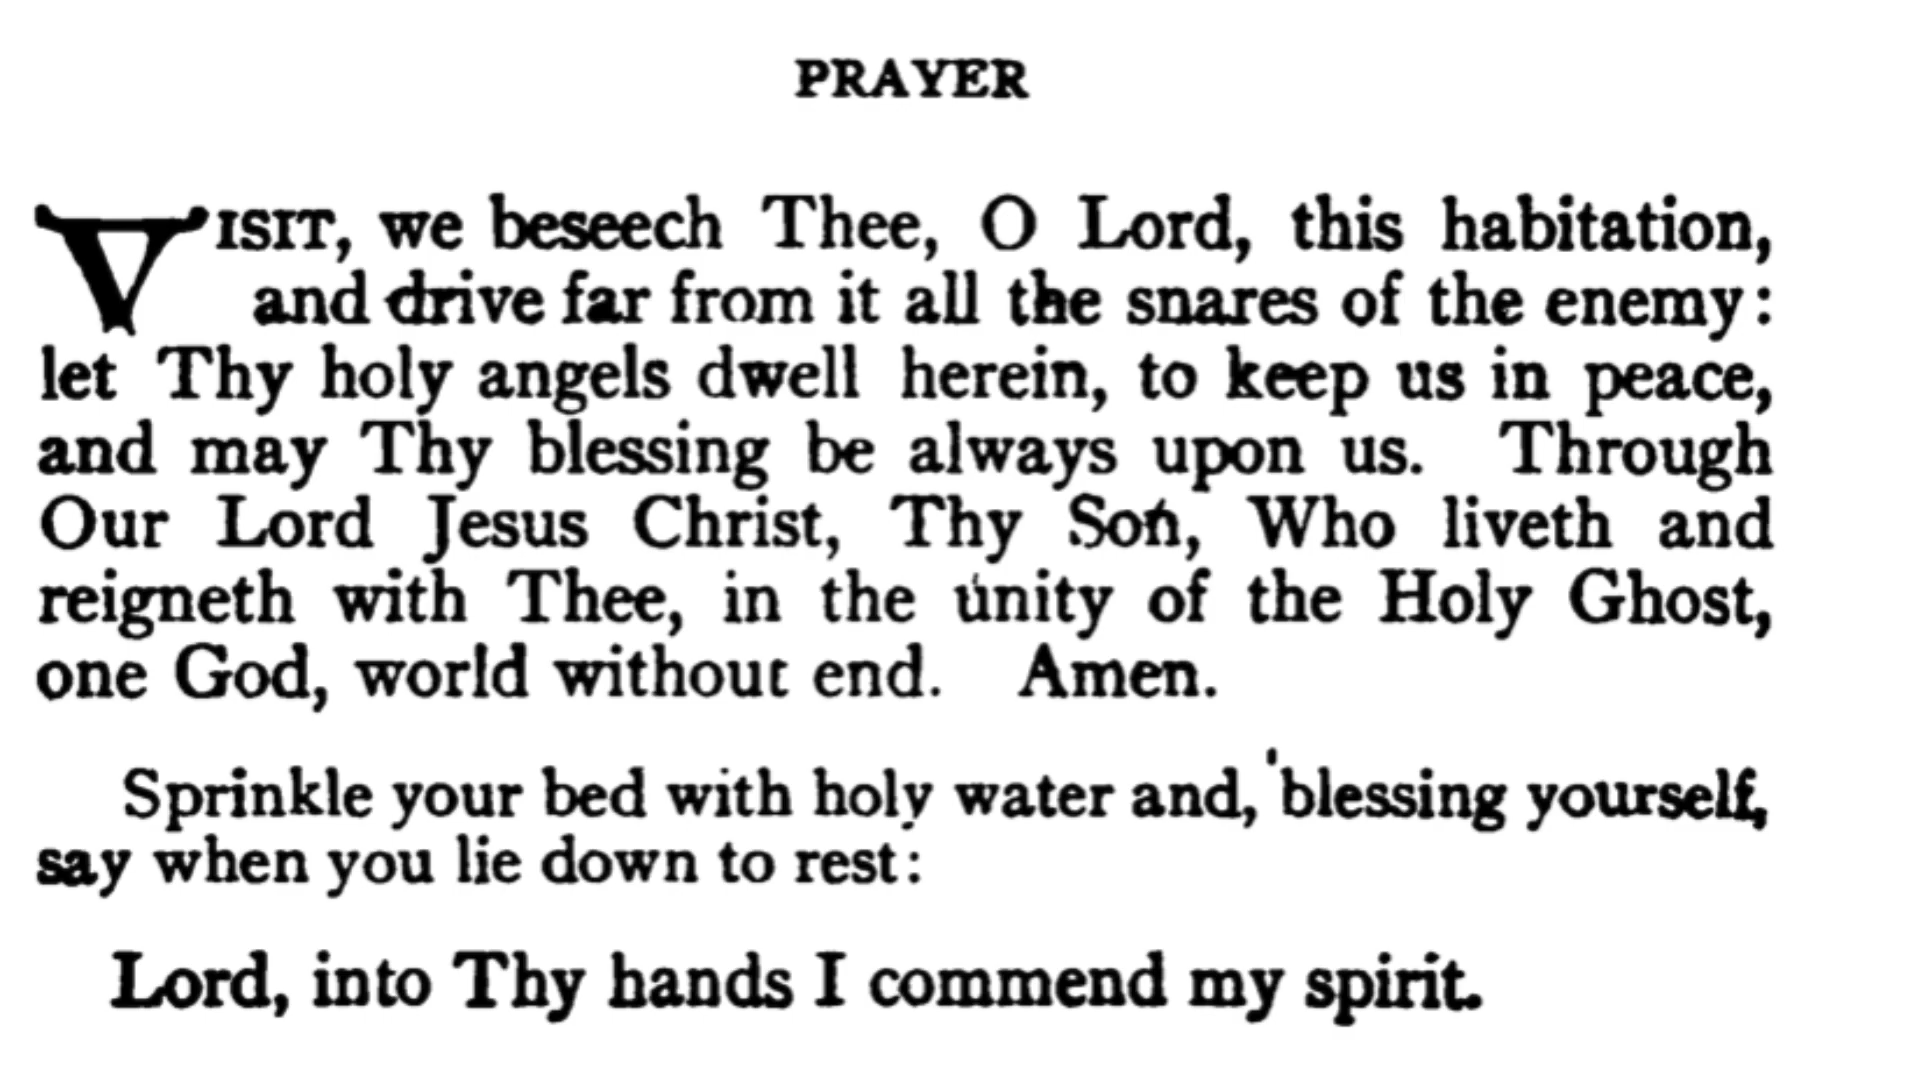 PRAYER
VISIT, we beseech Thee, O Lord, this habitation,
and drive far from it all the snares of the enemy:
let Thy holy angels dwell herein, to keep us in peace,
and may Thy blessing be always upon us. Through
Our Lord Jesus Christ, Thy Son, Who liveth and
reigneth with Thee, in the unity of the Holy Ghost,
one God, world without end. Amen.
Sprinkle your bed with holy water and, blessing yourself,
say when you lie down to rest:
Lord, into Thy hands I commend my spirit.